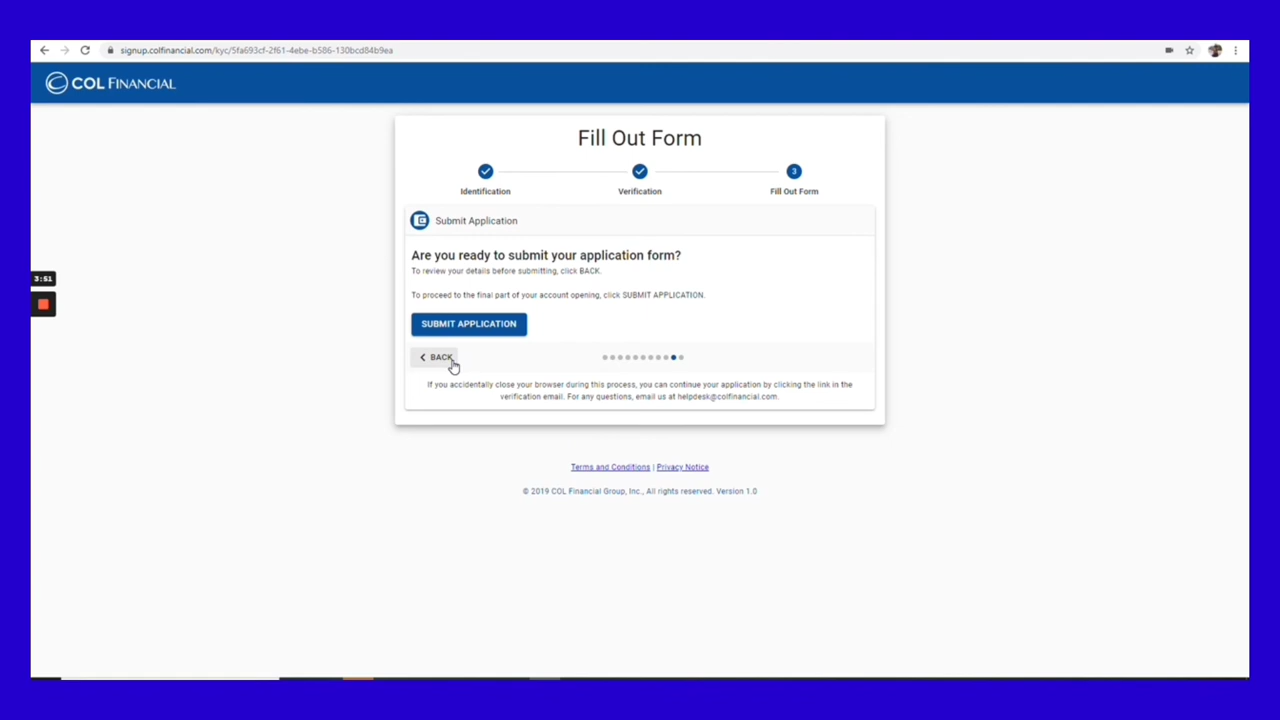 signup.colfinancial.com/kyc/5fa693cf-2f61-4ebe-b586-130bcd84b9ea
COL FINANCIAL
Fill Out Form
3
Identification
Verification
Fill Out Form
Submit Application
Are you ready to submit your application form?
To review your details before submitting, click BACK.
3:51
To proceed to the final part of your account opening, click SUBMIT APPLICATION.
SUBMIT APPLICATION
BACK
If you accidentally close your browser during this process, you can continue your application by clicking the link in the
verification email. For any questions, email us at helpdesk@colfinancial.com.
Terms and Conditions | Privacy Notice
© 2019 COL Financial Group, Inc., All rights reserved. Version 1.0